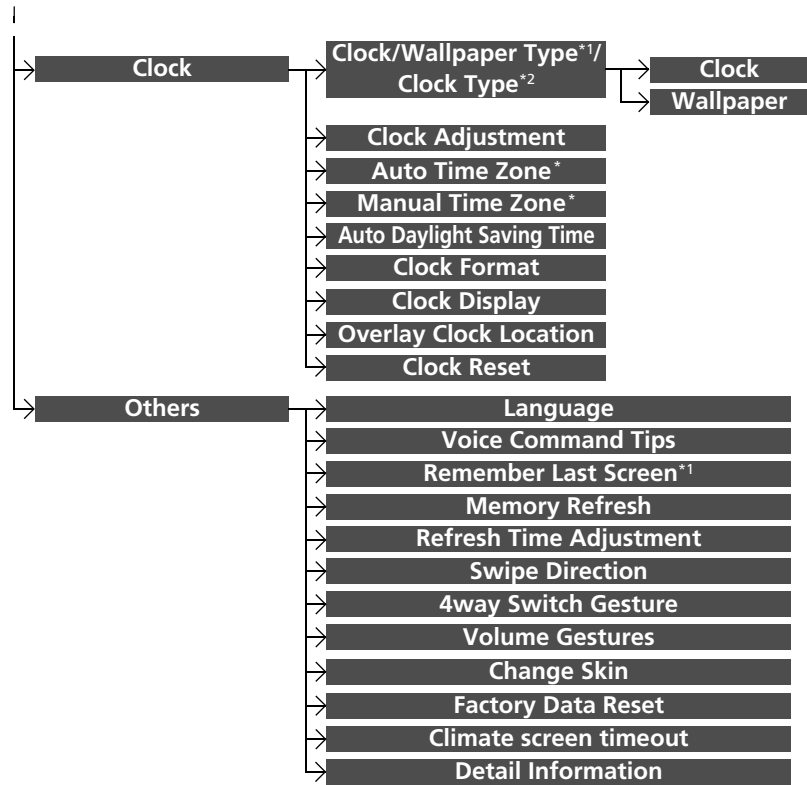 Clock
Clock/Wallpaper Type*1/
Clock Type*2
Clock
Wallpaper
Clock Adjustment
Auto Time Zone*
Manual Time Zone*
Auto Daylight Saving Time
Clock Format
Clock Display
Overlay Clock Location
Clock Reset
Others
Language
Voice Command Tips
Remember Last Screen*1
Memory Refresh
Refresh Time Adjustment
Swipe Direction
4way Switch Gesture
Volume Gestures
Change Skin
Factory Data Reset
Climate screen timeout
Detail Information